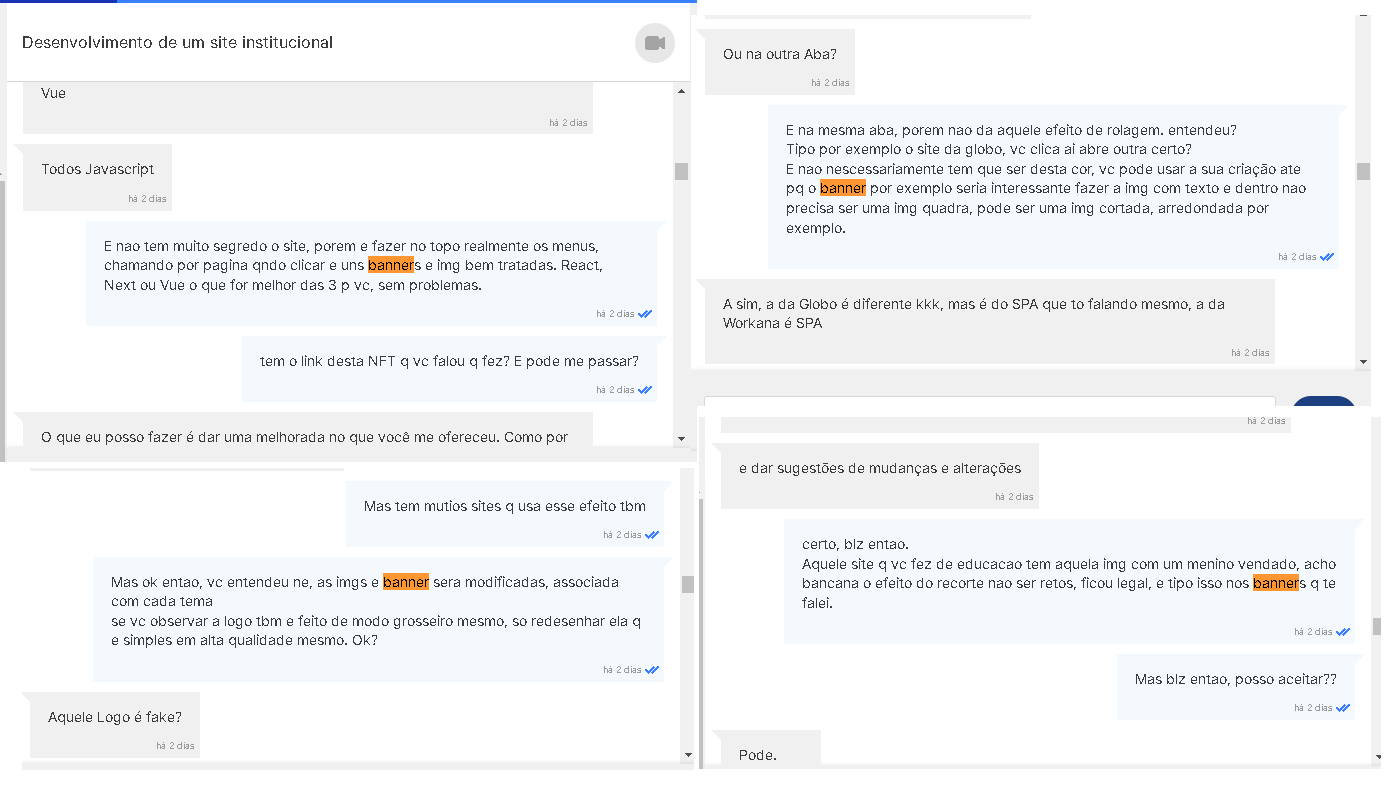 Desenvolvimento de um site institucional
Vue
há 2 dias
Todos Javascript
há 2 dias
E nao tem muito segredo o site, porem e fazer no topo realmente os menus,
chamando por pagina qndo clicar e uns banners e img bem tratadas. React,
Next ou Vue o que for melhor das 3 p vc, sem problemas.
há 2 dias
tem o link desta NFT q vc falou q fez? E pode me passar?
há 2 dias
O que eu posso fazer é dar uma melhorada no que você me ofereceu. Como por
Ou na outra Aba?
há 2 dias
E na mesma aba, porem nao da aquele efeito de rolagem. entendeu?
Tipo por exemplo o site da globo, vc clica ai abre outra certo?
E nao nescessariamente tem que ser desta cor, vc pode usar a sua criação ate
pq o banner por exemplo seria interessante fazer a img com texto e dentro nao
precisa ser uma img quadra, pode ser uma img cortada, arredondada por
exemplo.
há 2 dias
A sim, a da Globo é diferente kkk, mas é do SPA que to falando mesmo, a da
Workana é SPA
há 2 dias
Mas tem mutios sites q usa esse efeito tbm
há 2 dias
Mas ok entao, vc entendeu ne, as imgs e banner sera modificadas, associada
com cada tema
se vc observar a logo tbm e feito de modo grosseiro mesmo, so redesenhar ela q
e simples em alta qualidade mesmo. Ok?
há 2 dias
Aquele Logo é fake?
há 2 dias
há 2 dias
e dar sugestões de mudanças e alterações
há 2 dias
certo, blz entao.
Aquele site q vc fez de educacao tem aquela img com um menino vendado, acho
bancana o efeito do recorte nao ser retos, ficou legal, e tipo isso nos banners q te
falei.
há 2 dias
Mas blz entao, posso aceitar??
há 2 dias
Pode.